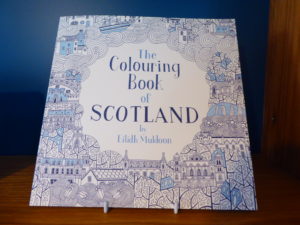 The
Colouring
Book
of
SCOTLAND
by
Eilidh Muldoon